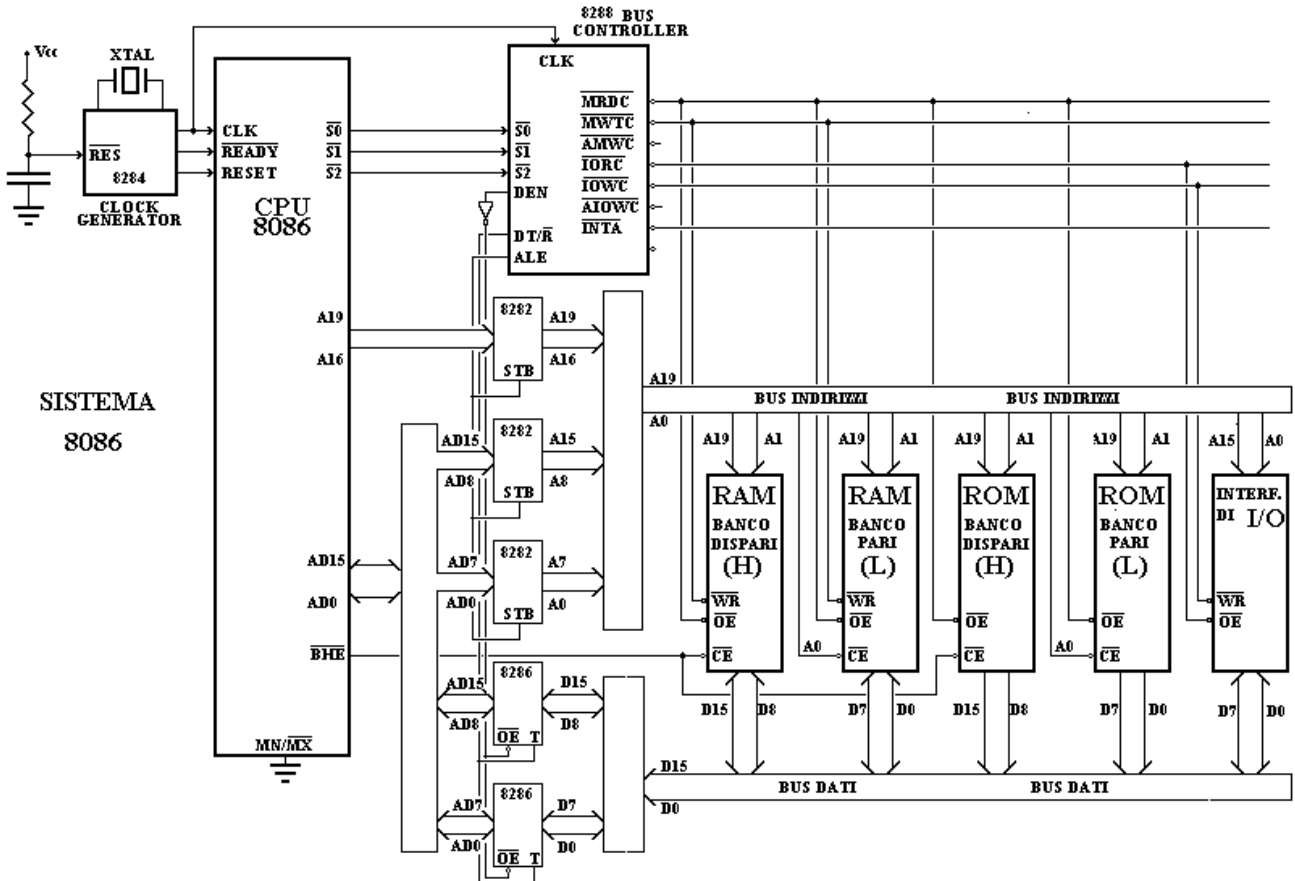 8288 BUS
CONTROLLER
Vcc
XTAL
CLK
RES
8284
CLOCK
GENERATOR
CLK
READY
RESET
S0
S1
S2
CPU
8086
S0
S1
S2
DEN
DT/R
ALE
MRDC
MWTC
AMWC
IORC
IOWC
AIOWC
INTA
A19
A16
8282
STB
A19
A16
SISTEMA
8086
AD15
AD8
8282
STB
A15
A8
AD7
AD0
8282
STB
A7
A0
AD15
AD0
BHE
MN/MX
A19
A0
BUS INDIRIZZI
BUS INDIRIZZI
A19
A1
A19
A1
A19
A1
A19
A1
A15
A0
RAM
BANCO
DISPARI
(H)
WR
OE
CE
RAM
BANCO
PARI
(L)
WR
OE
A0
CE
ROM
BANCO
DISPARI
(H)
OE
CE
ROM
BANCO
PARI
(L)
OE
A0
CE
INTERF.
DI I/O
WR
OE
D15
D8
D7
D0
D15
D8
D7
D0
D7
D0
AD15
AD8
8286
OE T
D15
D8
AD7
AD0
8286
OE T
D7
D0
D15
D0
BUS DATI
BUS DATI